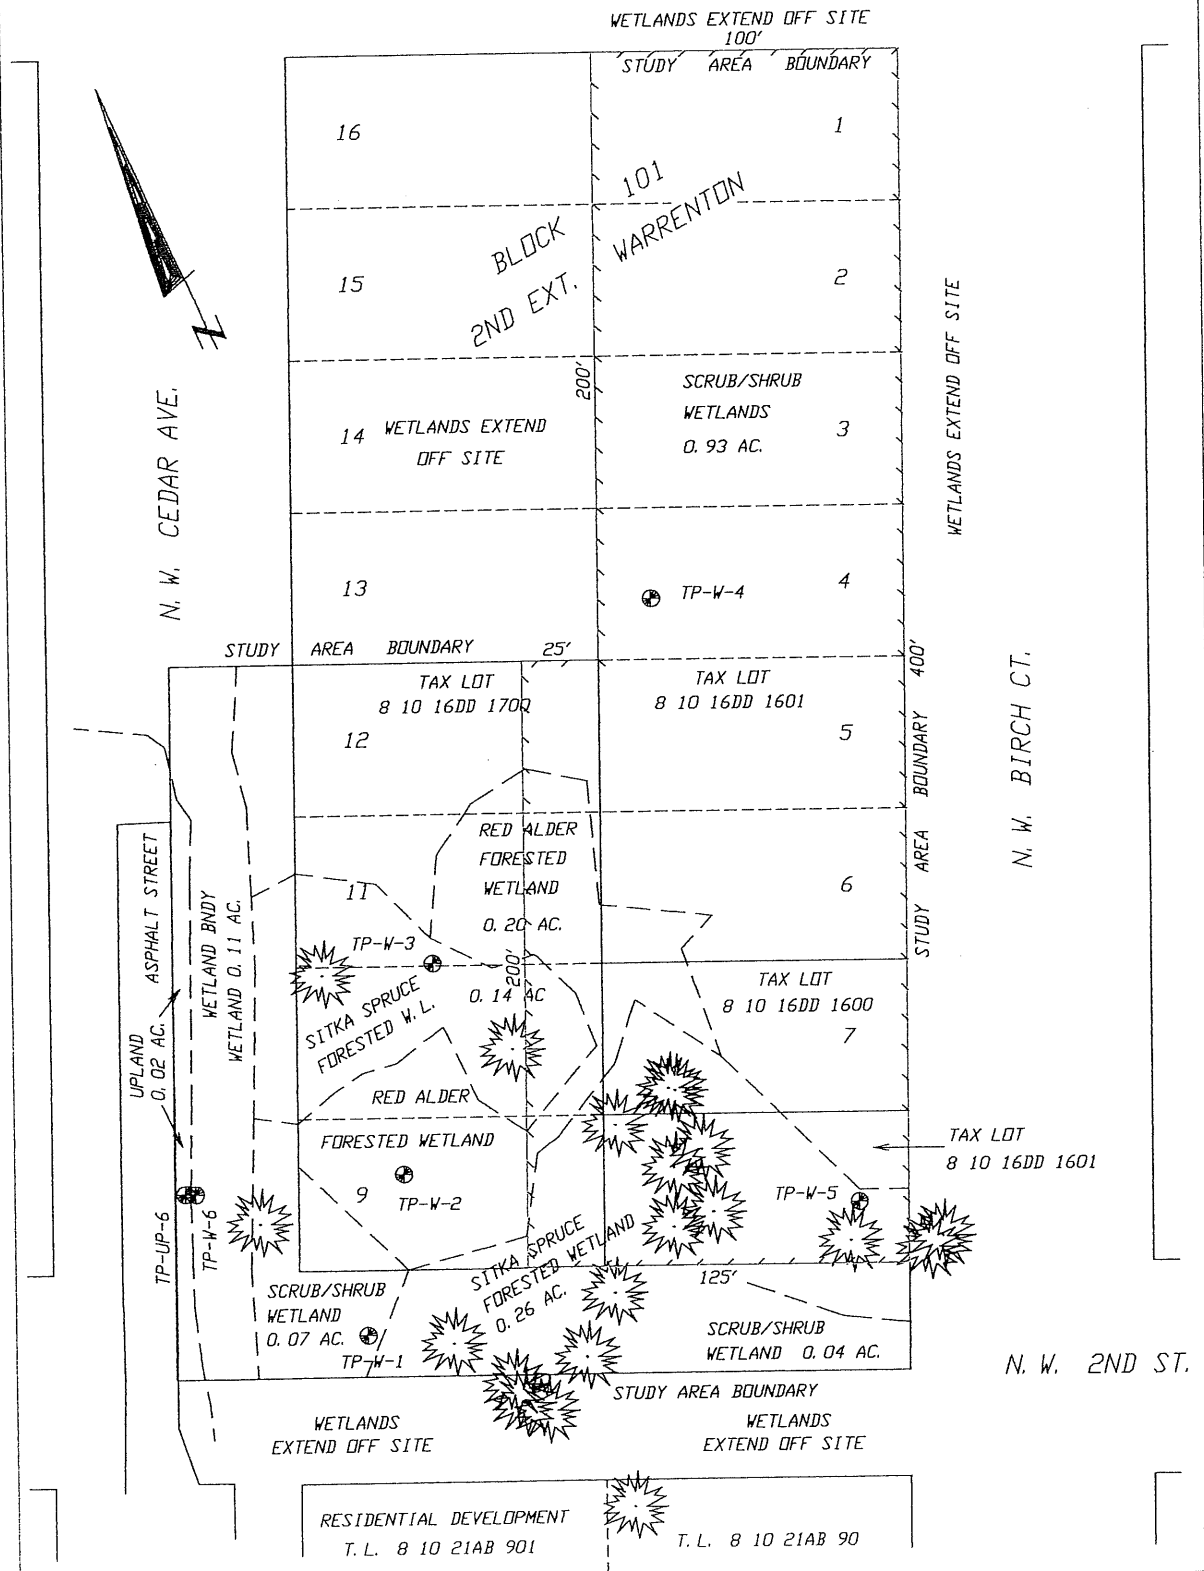 WETLANDS EXTEND OFF SITE
100'
STUDY AREA BOUNDARY
16
1
BLOCK 101
2ND EXT. WARRENTON
15
2
N
200'
SCRUB/SHRUB
WETLANDS
0.93 AC.
14
WETLANDS EXTEND
OFF SITE
3
WETLANDS EXTEND OFF SITE
N. W. CEDAR AVE.
13
TP-W-4
4
STUDY AREA BOUNDARY
25'
TAX LOT
8 10 16DD 1700
TAX LOT
8 10 16DD 1601
400'
12
5
STUDY AREA BOUNDARY
N. W. BIRCH CT.
RED ALDER
FORESTED
WETLAND
0.20 AC.
11
6
ASPHALT STREET
WETLAND BNDY
WETLAND 0.11 AC.
UPLAND
0.02 AC.
TP-W-3
200'
0.14 AC
SITKA SPRUCE
FORESTED W.L.
TAX LOT
8 10 16DD 1600
7
RED ALDER
FORESTED WETLAND
9
TP-W-2
TAX LOT
8 10 16DD 1601
TP-W-5
TP-UP-6
TP-W-6
SITKA SPRUCE
FORESTED WETLAND
0.26 AC.
125'
SCRUB/SHRUB
WETLAND
0.07 AC.
TP-W-1
SCRUB/SHRUB
WETLAND 0.04 AC.
N. W. 2ND ST.
STUDY AREA BOUNDARY
WETLANDS
EXTEND OFF SITE
WETLANDS
EXTEND OFF SITE
RESIDENTIAL DEVELOPMENT
T. L. 8 10 21AB 901
T. L. 8 10 21AB 90